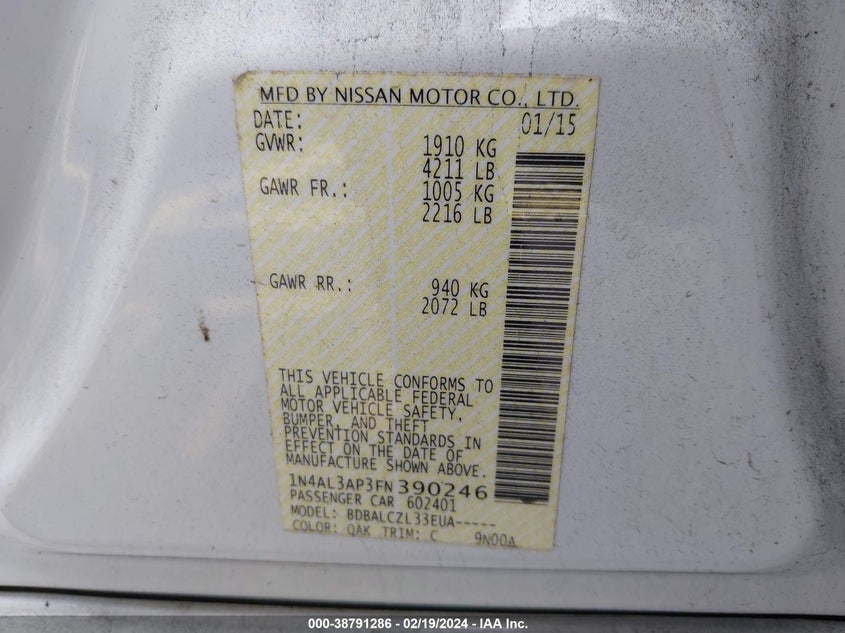 MFD BY NISSAN MOTOR CO., LTD.
DATE: 01/15
GVWR: 1910 KG
4211 LB
GAWR FR.: 1005 KG
2216 LB
GAWR RR.: 940 KG
2072 LB
THIS VEHICLE CONFORMS TO
ALL APPLICABLE FEDERAL
MOTOR VEHICLE SAFETY,
BUMPER, AND THEFT
PREVENTION STANDARDS IN
EFFECT ON THE DATE OF
MANUFACTURE SHOWN ABOVE.
1N4AL3AP3FN390246
PASSENGER CAR 602401
MODEL: BDBALCZL33EUA-----
COLOR: QAK TRIM: C 9N00A
000-38791286 - 02/19/2024 - IAA Inc.